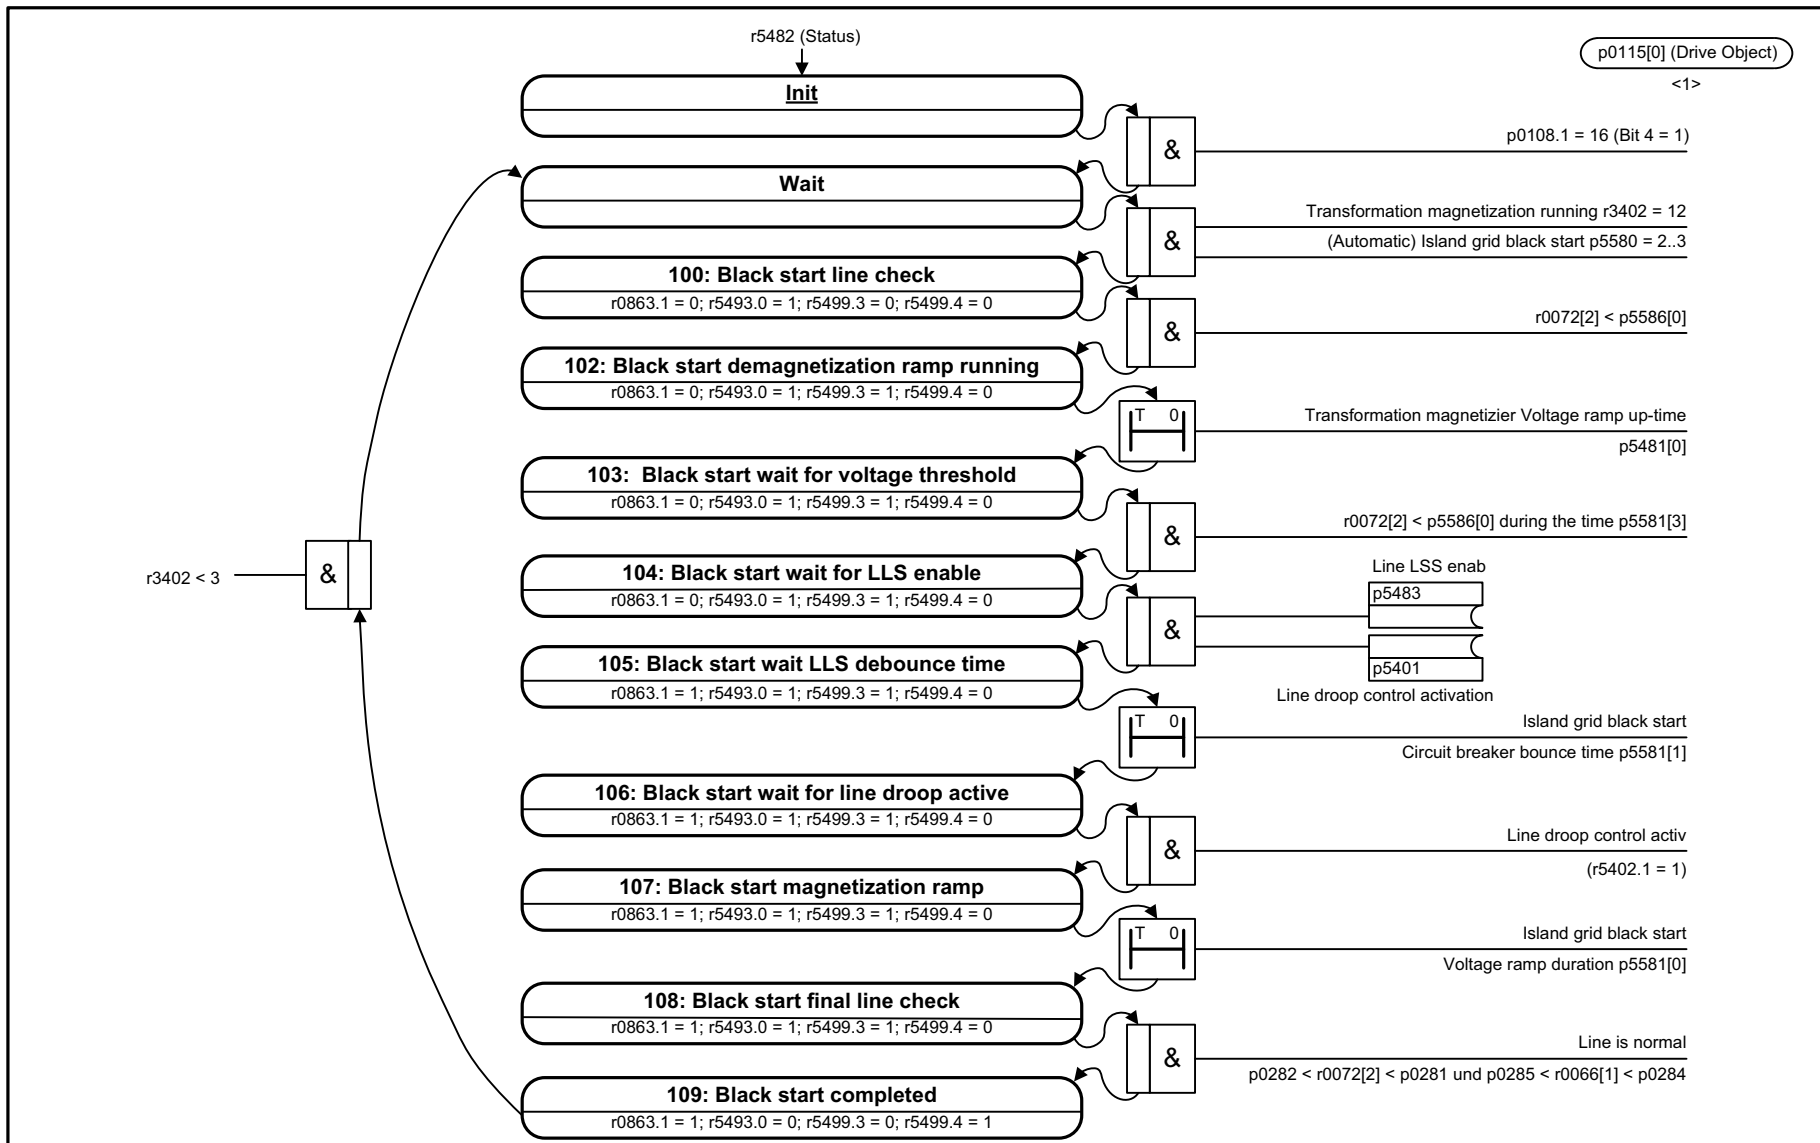 r5482 (Status)
p0115[0] (Drive Object)
<1>
Init
p0108.1 = 16 (Bit 4 = 1)
&
Wait
Transformation magnetization running r3402 = 12
(Automatic) Island grid black start p5580 = 2..3
&
100: Black start line check
r0863.1 = 0; r5493.0 = 1; r5499.3 = 0; r5499.4 = 0
r0072[2] < p5586[0]
&
102: Black start demagnetization ramp running
r0863.1 = 0; r5493.0 = 1; r5499.3 = 1; r5499.4 = 0
T 0
Transformation magnetizier Voltage ramp up-time
p5481[0]
103: Black start wait for voltage threshold
r0863.1 = 0; r5493.0 = 1; r5499.3 = 1; r5499.4 = 0
r0072[2] < p5586[0] during the time p5581[3]
&
104: Black start wait for LLS enable
r0863.1 = 0; r5493.0 = 1; r5499.3 = 1; r5499.4 = 0
Line LSS enab
p5483
&
r3402 < 3
&
105: Black start wait LLS debounce time
r0863.1 = 1; r5493.0 = 1; r5499.3 = 1; r5499.4 = 0
p5401
Line droop control activation
T 0
Island grid black start
Circuit breaker bounce time p5581[1]
106: Black start wait for line droop active
r0863.1 = 1; r5493.0 = 1; r5499.3 = 1; r5499.4 = 0
Line droop control activ
&
(r5402.1 = 1)
107: Black start magnetization ramp
r0863.1 = 1; r5493.0 = 1; r5499.3 = 1; r5499.4 = 0
T 0
Island grid black start
Voltage ramp duration p5581[0]
108: Black start final line check
r0863.1 = 1; r5493.0 = 1; r5499.3 = 1; r5499.4 = 0
Line is normal
&
p0282 < r0072[2] < p0281 und p0285 < r0066[1] < p0284
109: Black start completed
r0863.1 = 1; r5493.0 = 0; r5499.3 = 0; r5499.4 = 1